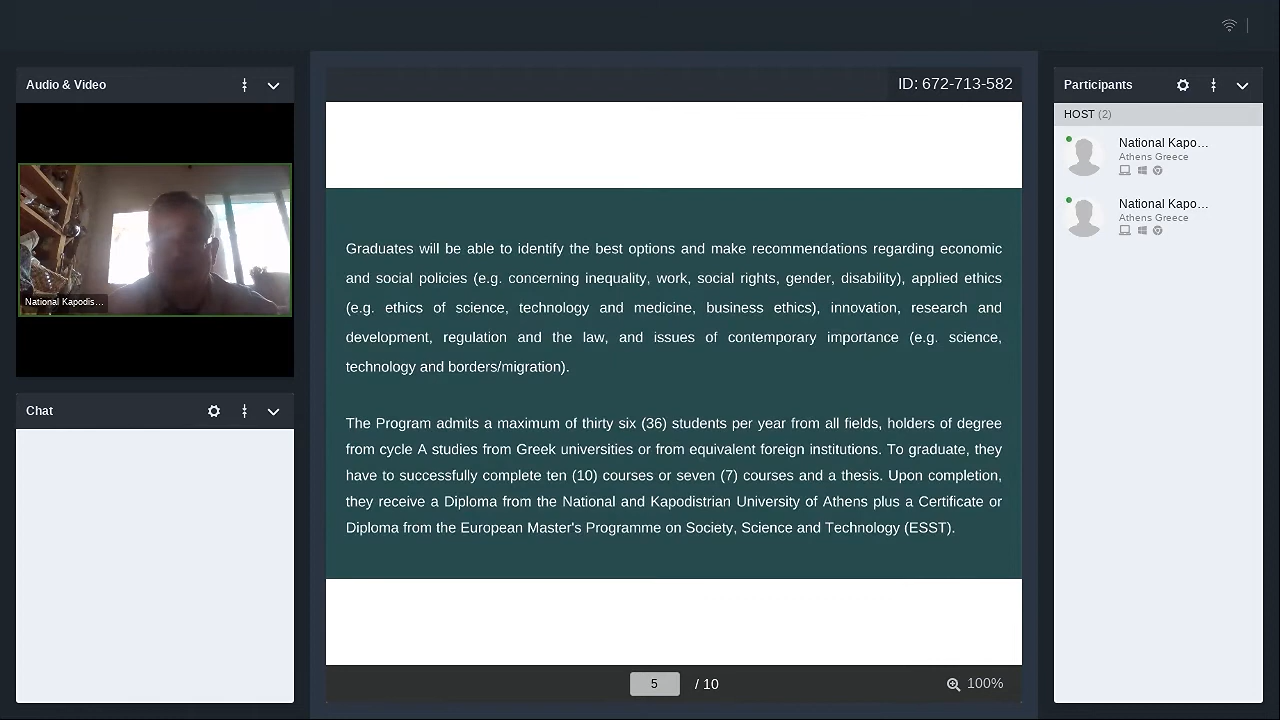 ID: 672-713-582
Audio & Video
National Kapodis...
Chat
Graduates will be able to identify the best options and make recommendations regarding economic
and social policies (e.g. concerning inequality, work, social rights, gender, disability), applied ethics
(e.g. ethics of science, technology and medicine, business ethics), innovation, research and
development, regulation and the law, and issues of contemporary importance (e.g. science,
technology and borders/migration).
The Program admits a maximum of thirty six (36) students per year from all fields, holders of degree
from cycle A studies from Greek universities or from equivalent foreign institutions. To graduate, they
have to successfully complete ten (10) courses or seven (7) courses and a thesis. Upon completion,
they receive a Diploma from the National and Kapodistrian University of Athens plus a Certificate or
Diploma from the European Master's Programme on Society, Science and Technology (ESST).
5 / 10
100%
Participants
HOST (2)
National Kapo...
Athens Greece
National Kapo...
Athens Greece